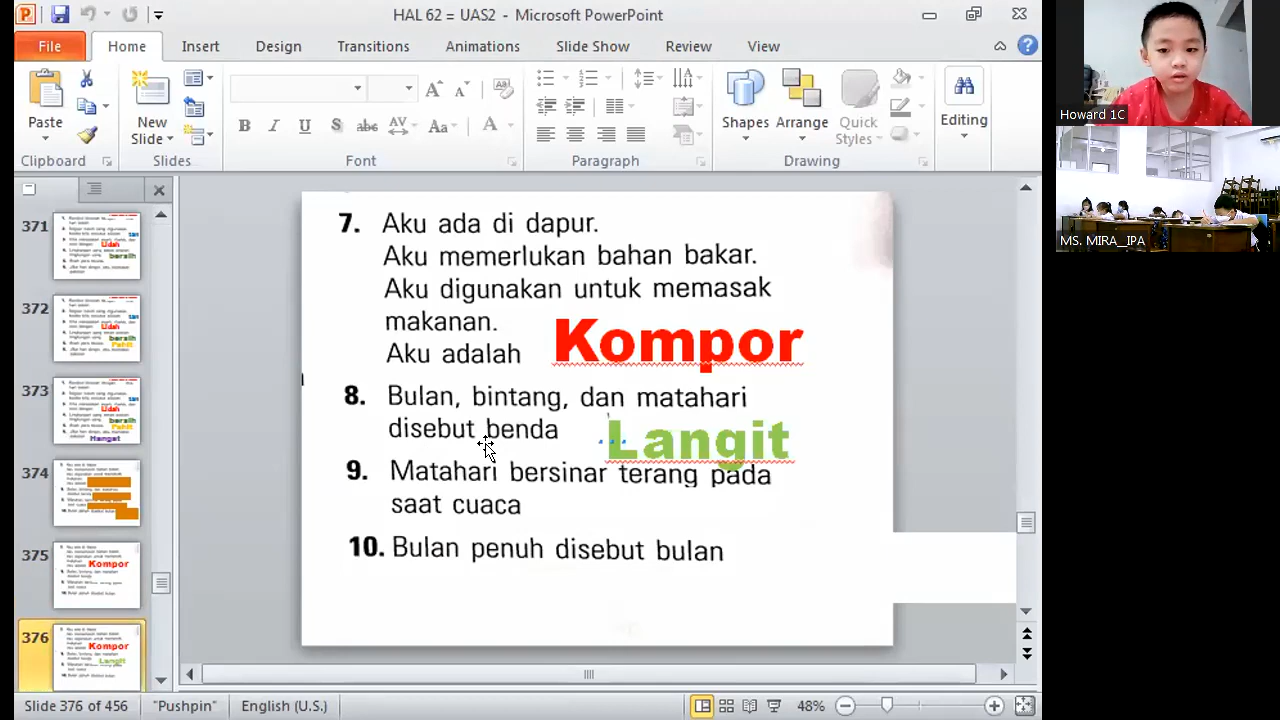 HAL 62 = UAS2 - Microsoft PowerPoint
File Home Insert Design Transitions Animations Slide Show Review View
Paste
New
Slide
Shapes
Arrange
Quick
Styles
Editing
Clipboard
Slides
Font
Paragraph
Drawing
Howard 1C
MS. MIRA_IPA
371
372
373
374
375
376
7. Aku ada di dapur.
Aku memerlukan bahan bakar.
Aku digunakan untuk memasak
makanan.
Aku adalah Kompor
8. Bulan, bintang, dan matahari
disebut benda Langit
9. Matahari bersinar terang pada
saat cuaca
10. Bulan penuh disebut bulan
Slide 376 of 456
"Pushpin"
English (U.S.)
48%